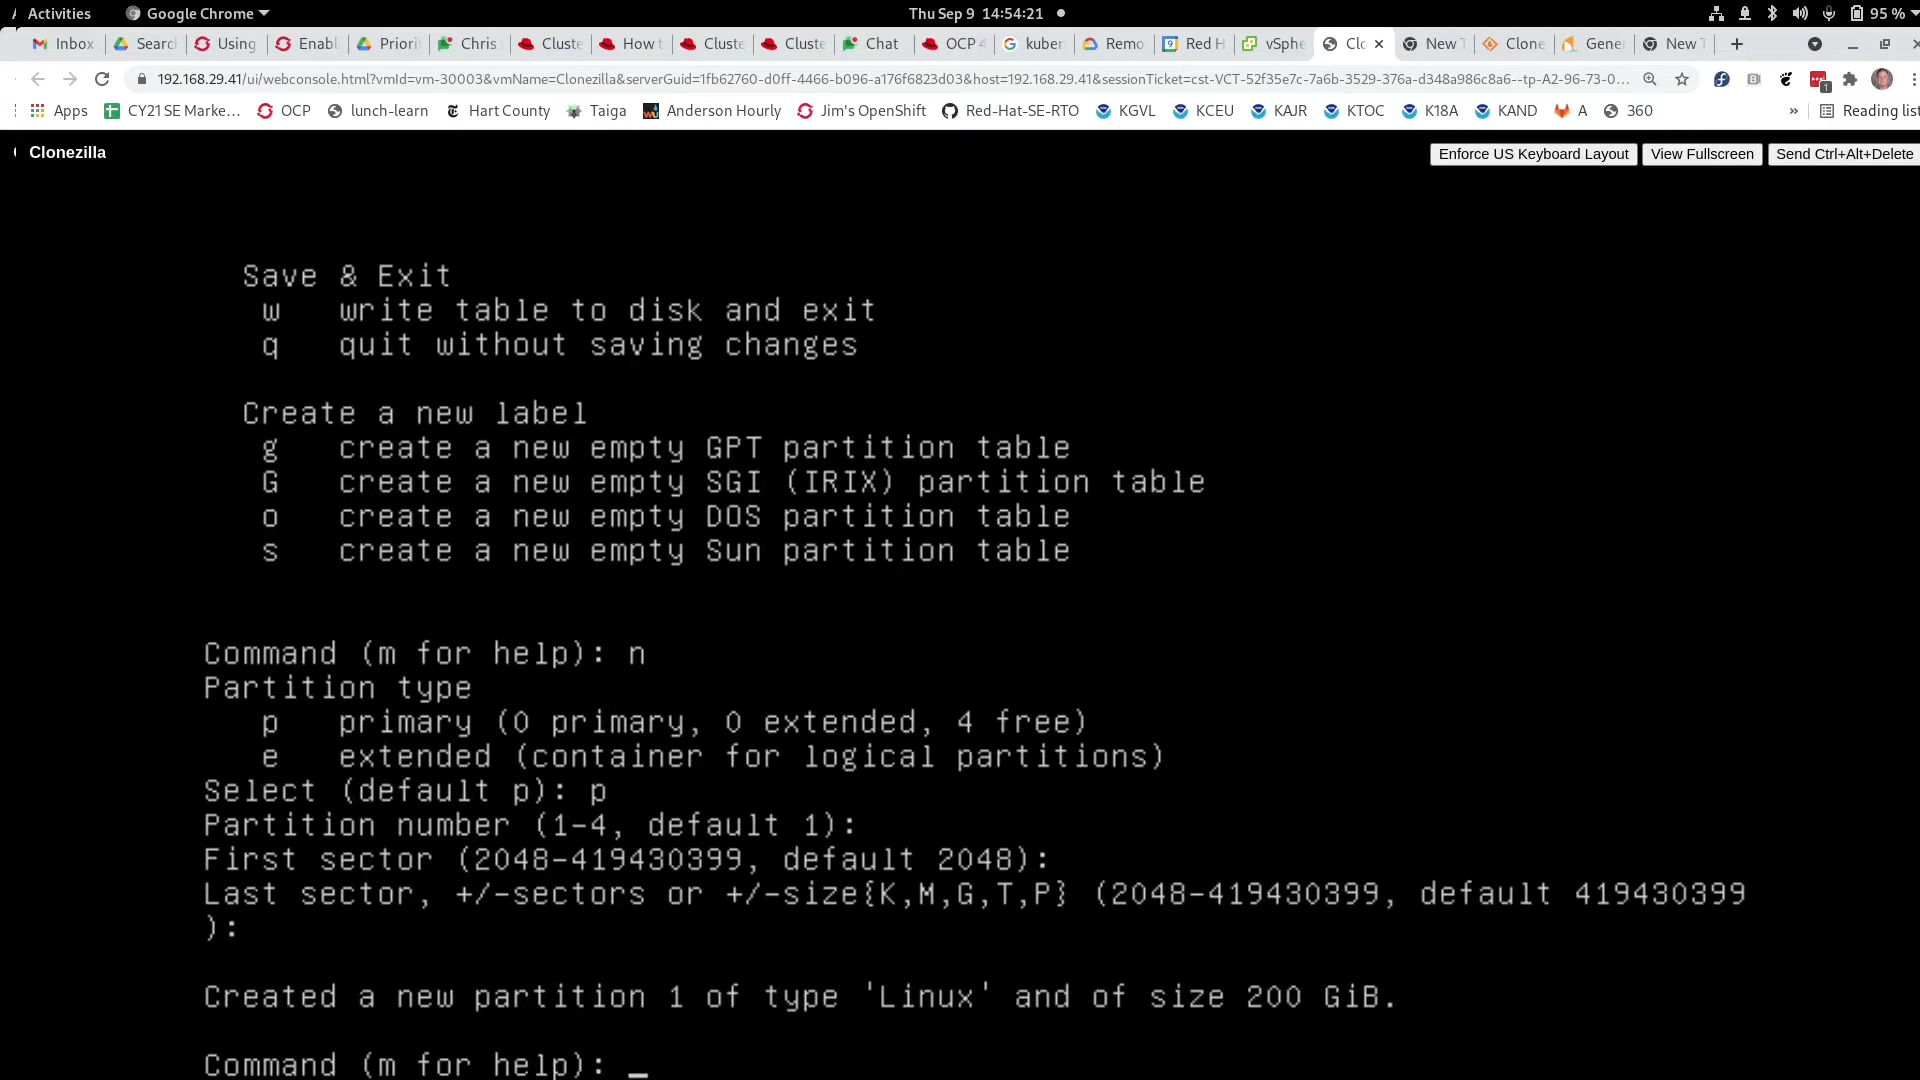 Activities Google Chrome Thu Sep 9 14:54:21 95 %
Inbox Searc Using Enabl Priori Chris Cluste How t Cluste Cluste Chat OCP 4 kuber Remo Red H vSphe Clo New T Clone Gener New T
192.168.29.41/ui/webconsole.html?vmId=vm-30003&vmName=Clonezilla&serverGuid=1fb62760-d0ff-4466-b096-a176f6823d03&host=192.168.29.41&sessionTicket=cst-VCT-52f35e7c-7a6b-3529-376a-d348a986c8a6--tp-A2-96-73-0...
Apps CY21 SE Marke... OCP lunch-learn Hart County Taiga Anderson Hourly Jim's OpenShift Red-Hat-SE-RTO KGVL KCEU KAJR KTOC K18A KAND A 360 » Reading list
Clonezilla Enforce US Keyboard Layout View Fullscreen Send Ctrl+Alt+Delete
Save & Exit
w write table to disk and exit
q quit without saving changes
Create a new label
g create a new empty GPT partition table
G create a new empty SGI (IRIX) partition table
o create a new empty DOS partition table
s create a new empty Sun partition table
Command (m for help): n
Partition type
p primary (0 primary, 0 extended, 4 free)
e extended (container for logical partitions)
Select (default p): p
Partition number (1-4, default 1):
First sector (2048-419430399, default 2048):
Last sector, +/-sectors or +/-size{K,M,G,T,P} (2048-419430399, default 419430399
):
Created a new partition 1 of type 'Linux' and of size 200 GiB.
Command (m for help): _